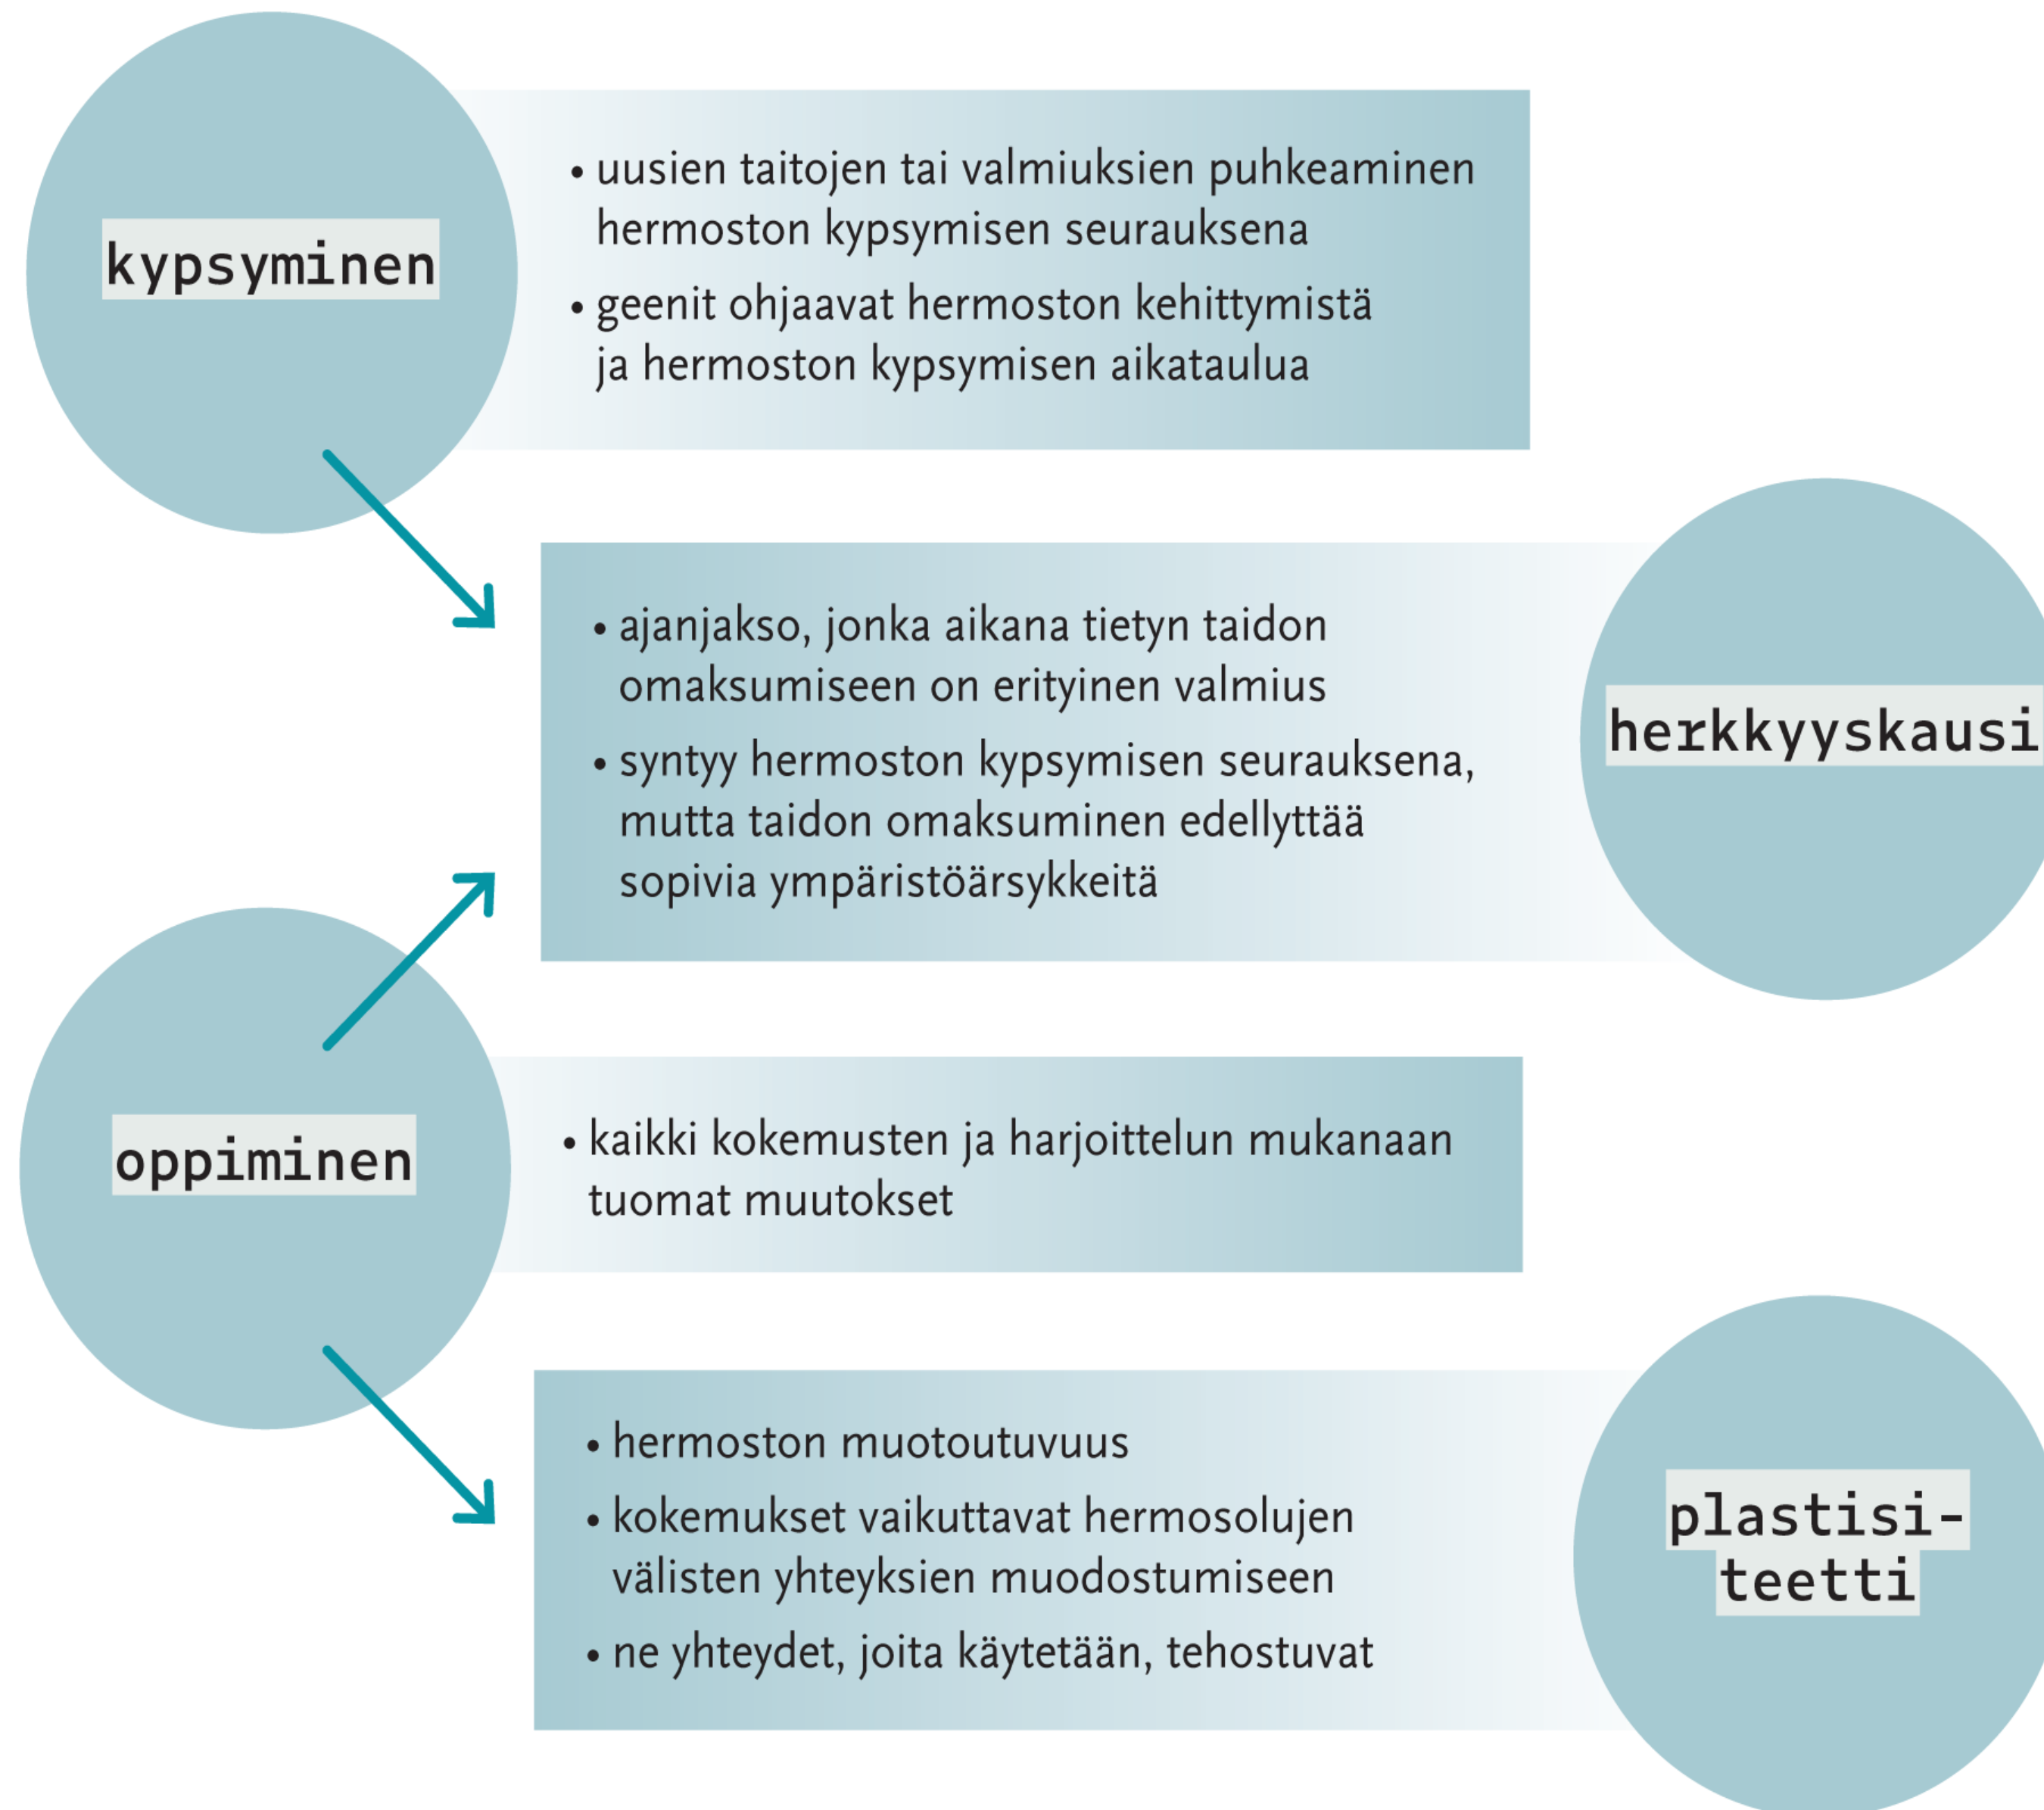 kypsyminen
• uusien taitojen tai valmiuksien puhkeaminen
hermoston kypsymisen seurauksena
• geenit ohjaavat hermoston kehittymistä
ja hermoston kypsymisen aikataulua
• ajanjakso, jonka aikana tietyn taidon
omaksumiseen on erityinen valmius
• syntyy hermoston kypsymisen seurauksena,
mutta taidon omaksuminen edellyttää
sopivia ympäristöärsykkeitä
herkkyyskausi
oppiminen
• kaikki kokemusten ja harjoittelun mukanaan
tuomat muutokset
• hermoston muotoutuvuus
• kokemukset vaikuttavat hermosolujen
välisten yhteyksien muodostumiseen
• ne yhteydet, joita käytetään, tehostuvat
plastisi-
teetti